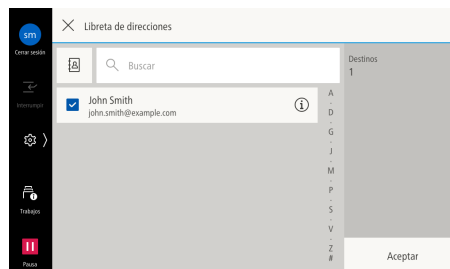 sm
Cerrar sesión
Interrumpir
Trabajos
Pausa
Libreta de direcciones
Buscar
John Smith
john.smith@example.com
A
D
G
J
M
P
S
V
Z
#
Destinos
1
Aceptar